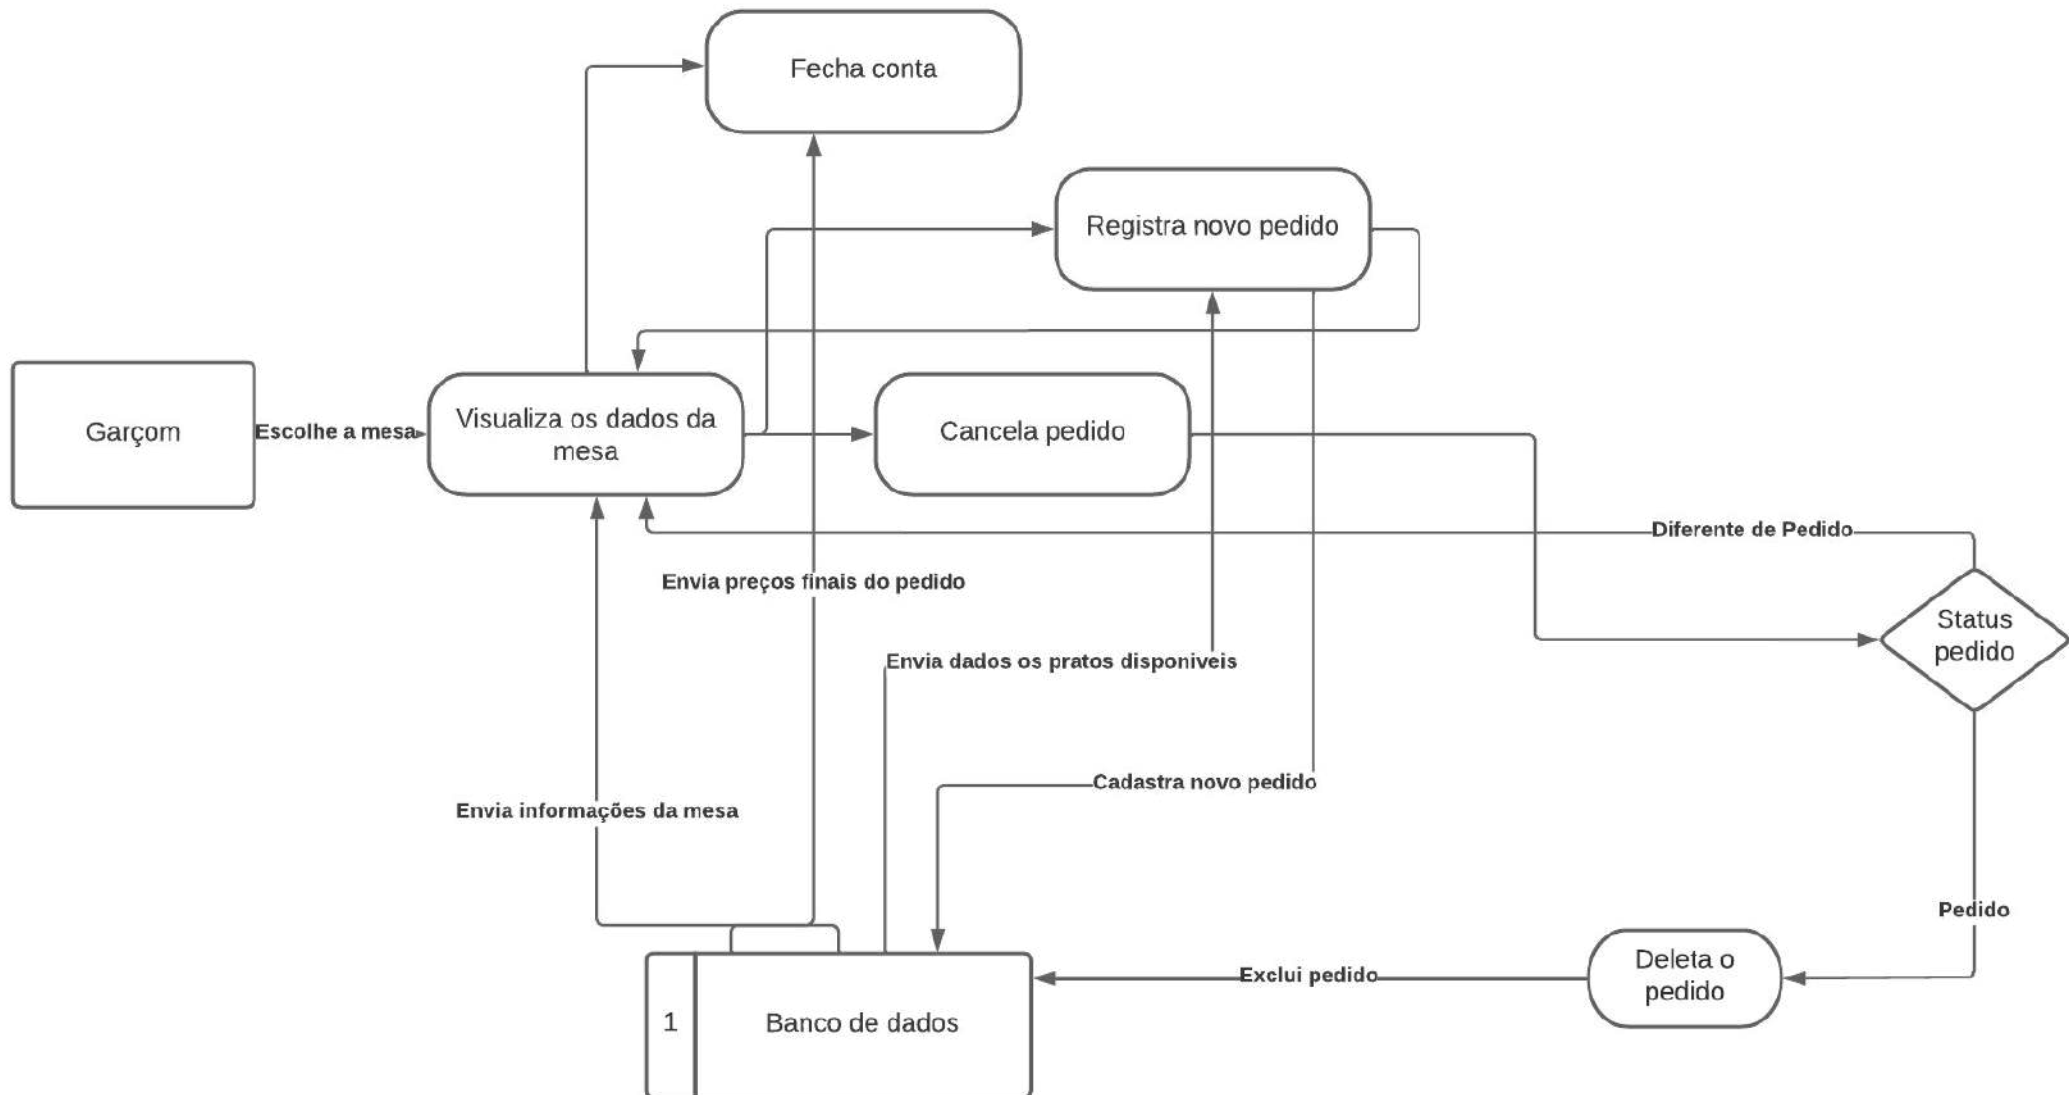 Fecha conta
Registra novo pedido
Garçom
Escolhe a mesa
Visualiza os dados da
mesa
Cancela pedido
Diferente de Pedido
Envia preços finais do pedido
Status
pedido
Envia dados os pratos disponiveis
Cadastra novo pedido
Envia informações da mesa
Pedido
Exclui pedido
Deleta o
pedido
1
Banco de dados